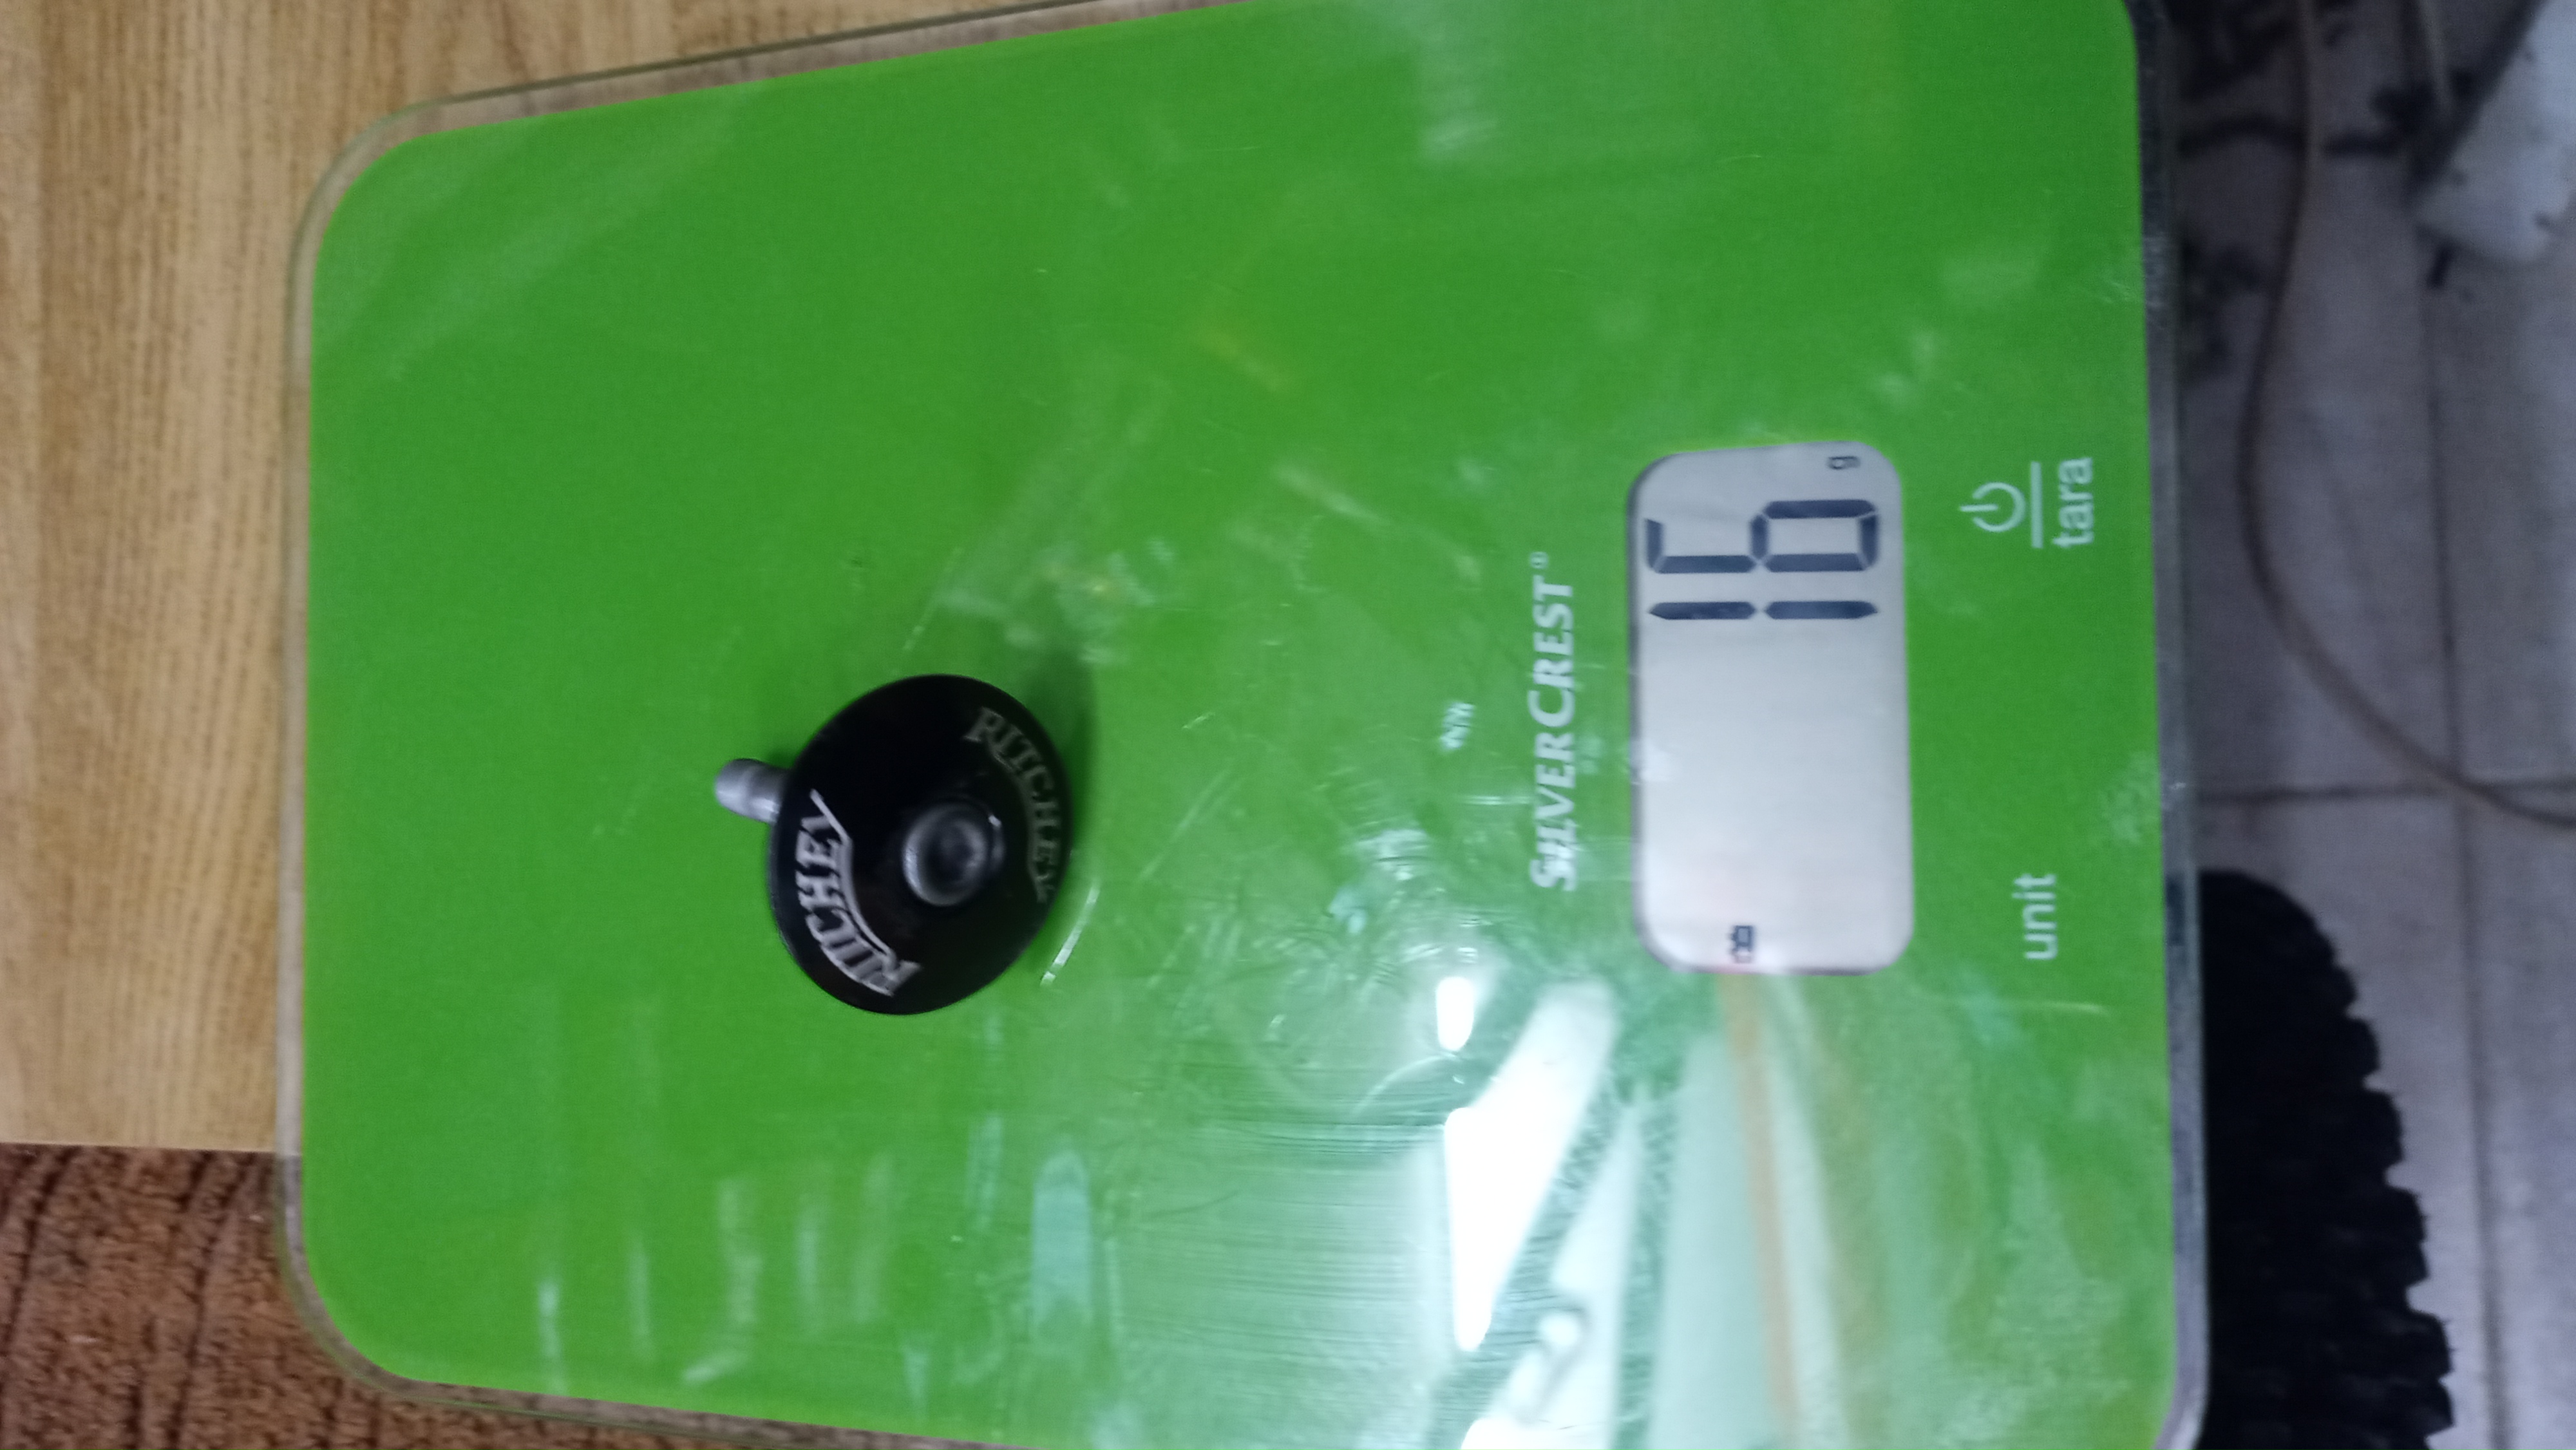 RITCHEY
RITCHEY
SILVERCREST®
16 g
unit
tara